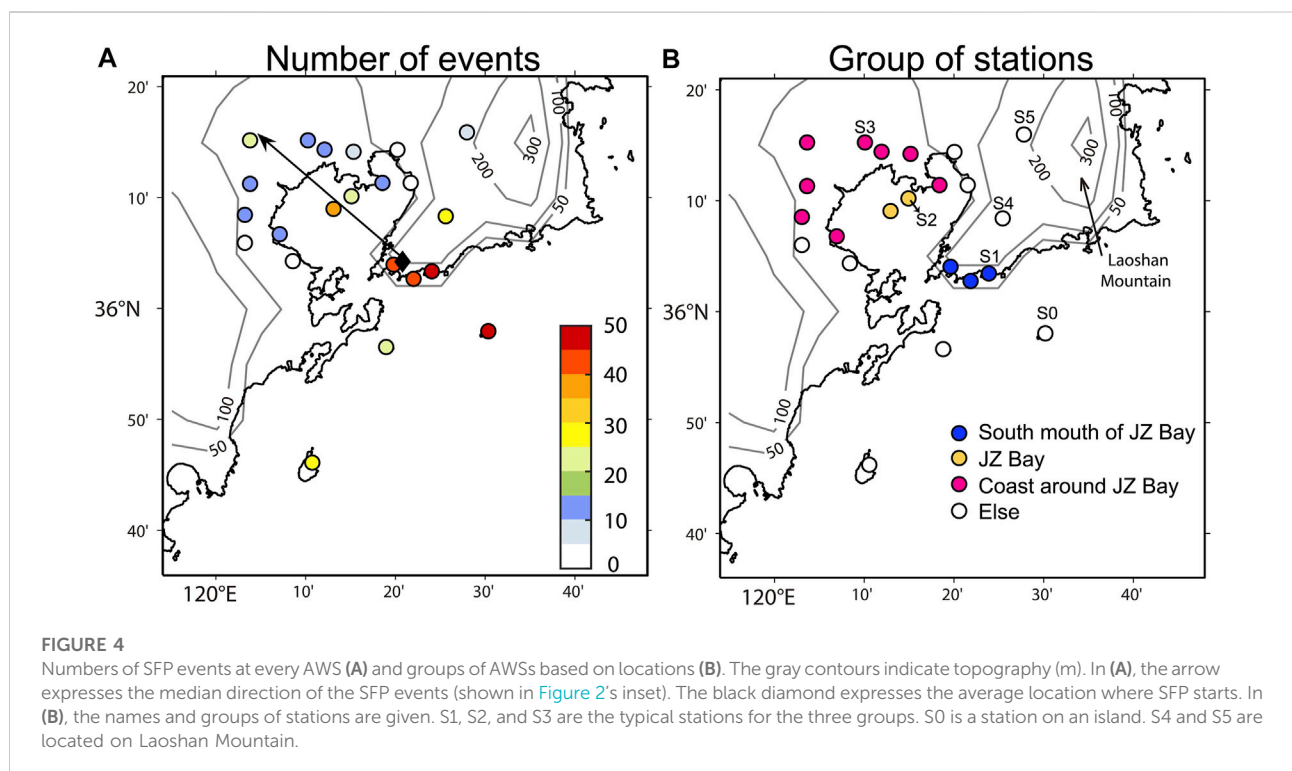 A
Number of events
B
Group of stations
20'
10'
36°N
50'
40'
120°E
10'
20'
30'
40'
100
50
200
300
100
50
50
40
30
20
10
0
20'
10'
36°N
50'
40'
120°E
10'
20'
30'
40'
100
50
200
300
100
50
S3
S5
S2
S4
S1
S0
Laoshan
Mountain
South mouth of JZ Bay
JZ Bay
Coast around JZ Bay
Else
FIGURE 4
Numbers of SFP events at every AWS (A) and groups of AWSs based on locations (B). The gray contours indicate topography (m). In (A), the arrow
expresses the median direction of the SFP events (shown in Figure 2's inset). The black diamond expresses the average location where SFP starts. In
(B), the names and groups of stations are given. S1, S2, and S3 are the typical stations for the three groups. S0 is a station on an island. S4 and S5 are
located on Laoshan Mountain.